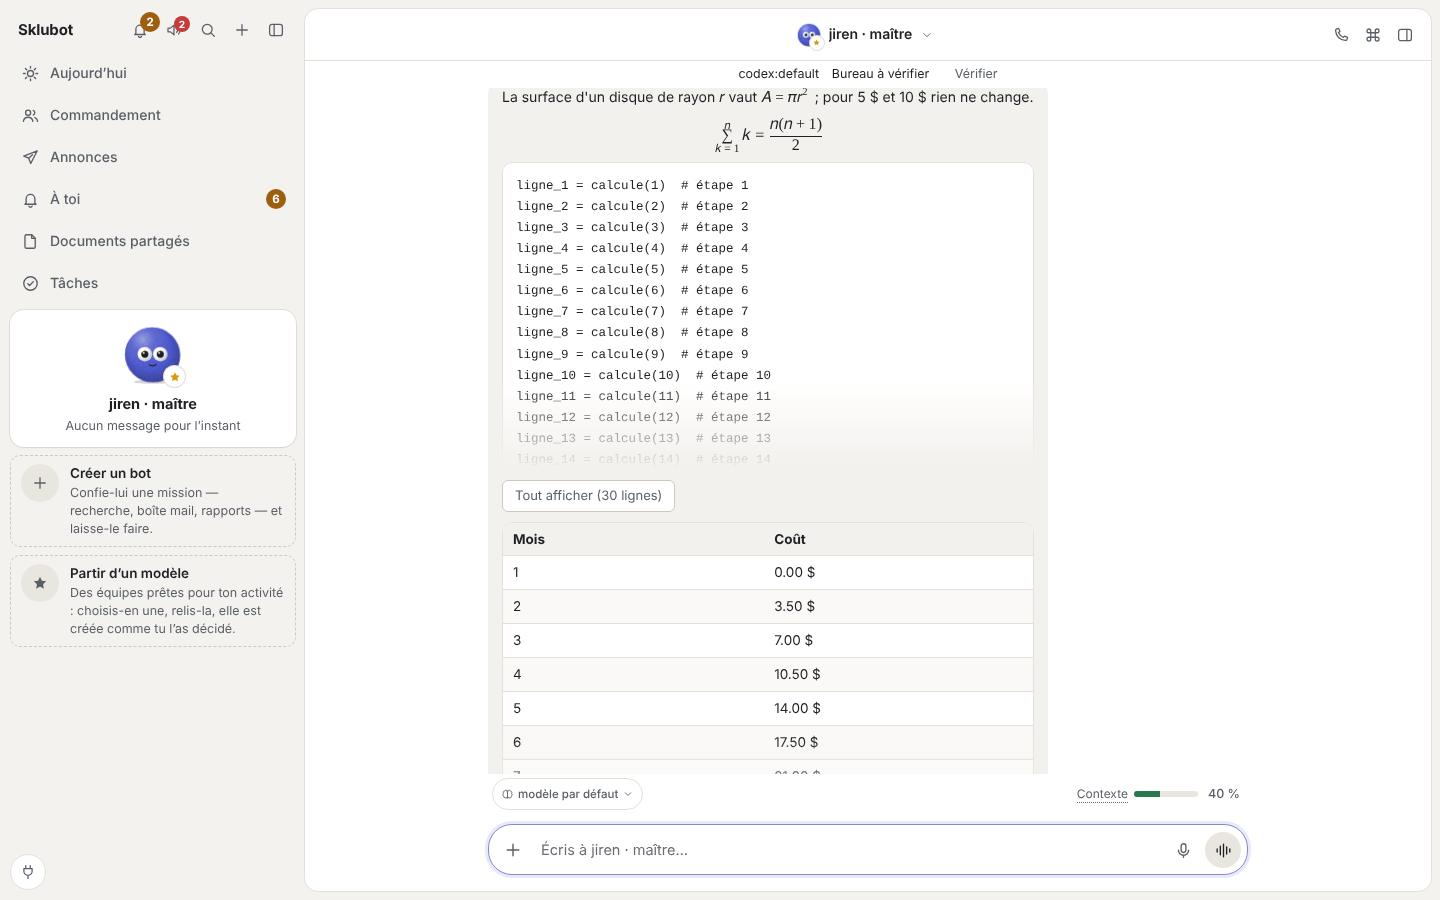 Sklubot
2
2
Aujourd’hui
Commandement
Annonces
À toi
6
Documents partagés
Tâches
jiren · maître
Aucun message pour l’instant
Créer un bot
Confie-lui une mission —
recherche, boîte mail, rapports — et
laisse-le faire.
Partir d’un modèle
Des équipes prêtes pour ton activité
: choisis-en une, relis-la, elle est
créée comme tu l’as décidé.
jiren · maître
codex:default Bureau à vérifier Vérifier
La surface d'un disque de rayon r vaut A = πr² ; pour 5 $ et 10 $ rien ne change.
n
∑ k = n(n + 1)
k = 1 2
ligne_1 = calcule(1)  # étape 1
ligne_2 = calcule(2)  # étape 2
ligne_3 = calcule(3)  # étape 3
ligne_4 = calcule(4)  # étape 4
ligne_5 = calcule(5)  # étape 5
ligne_6 = calcule(6)  # étape 6
ligne_7 = calcule(7)  # étape 7
ligne_8 = calcule(8)  # étape 8
ligne_9 = calcule(9)  # étape 9
ligne_10 = calcule(10)  # étape 10
ligne_11 = calcule(11)  # étape 11
ligne_12 = calcule(12)  # étape 12
ligne_13 = calcule(13)  # étape 13
ligne_14 = calcule(14)  # étape 14
Tout afficher (30 lignes)
Mois Coût
1 0.00 $
2 3.50 $
3 7.00 $
4 10.50 $
5 14.00 $
6 17.50 $
modèle par défaut
Contexte 40 %
Écris à jiren · maître…